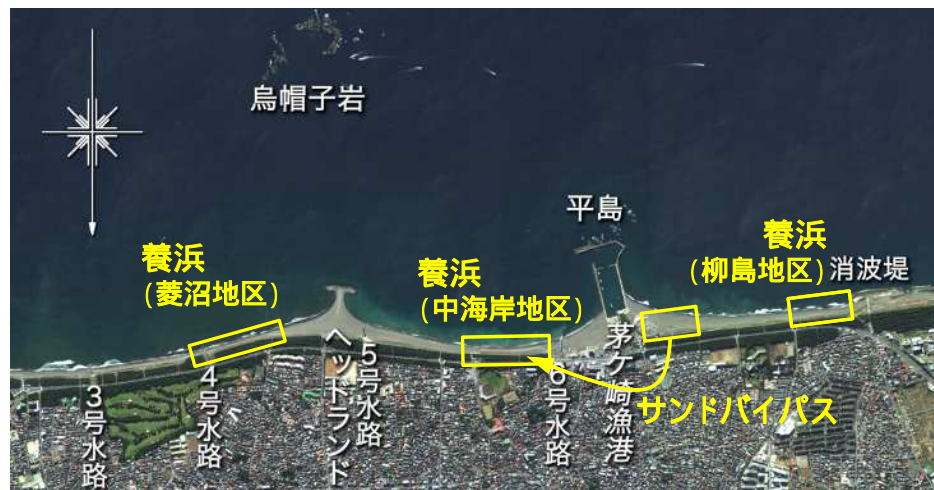 烏帽子岩
平島
養浜
(菱沼地区)
養浜
(中海岸地区)
養浜
(柳島地区)
消波堤
3号水路
4号水路
ヘッドランド
5号水路
6号水路
茅ケ崎漁港
サンドバイパス